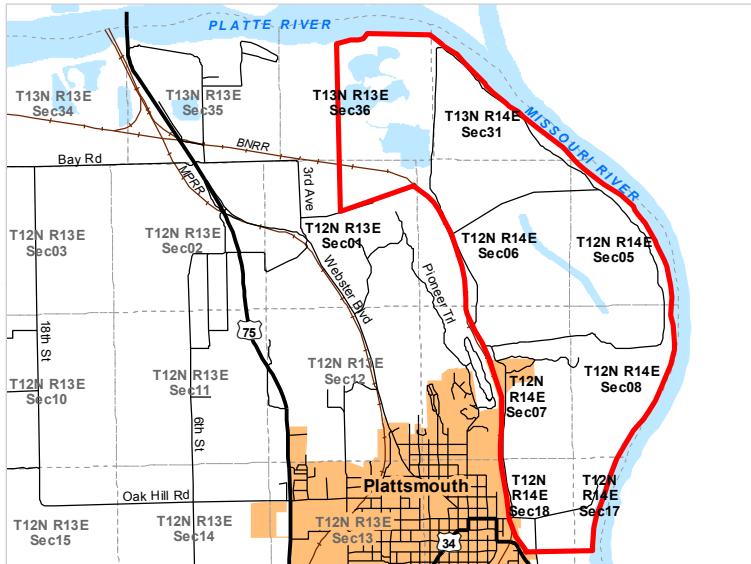 PLATTE RIVER
T13N R13E
Sec34
T13N R13E
Sec35
T13N R13E
Sec36
T13N R14E
Sec31
MISSOURI RIVER
BNRR
Bay Rd
MPRR
3rd Ave
T12N R13E
Sec03
T12N R13E
Sec02
T12N R13E
Sec01
T12N R14E
Sec06
T12N R14E
Sec05
Webster Blvd
Pioneer Trl
18th St
75
T12N R13E
Sec10
T12N R13E
Sec11
T12N R13E
Sec12
T12N
R14E
Sec07
T12N R14E
Sec08
6th St
Oak Hill Rd
Plattsmouth
T12N
R14E
Sec18
T12N
R14E
Sec17
T12N R13E
Sec15
T12N R13E
Sec14
T12N R13E
Sec13
34